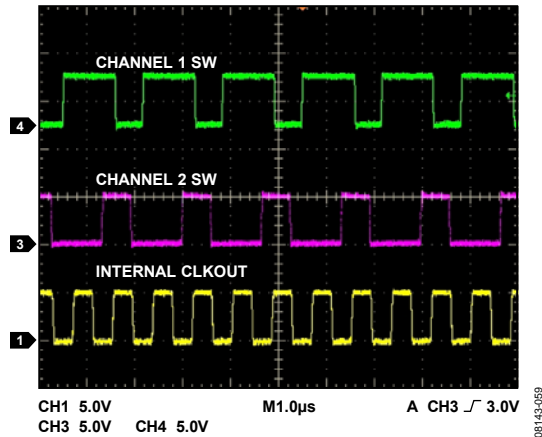 CHANNEL 1 SW
4
CHANNEL 2 SW
3
INTERNAL CLKOUT
1
CH1 5.0V M1.0µs A CH3 3.0V
CH3 5.0V CH4 5.0V
08143-059